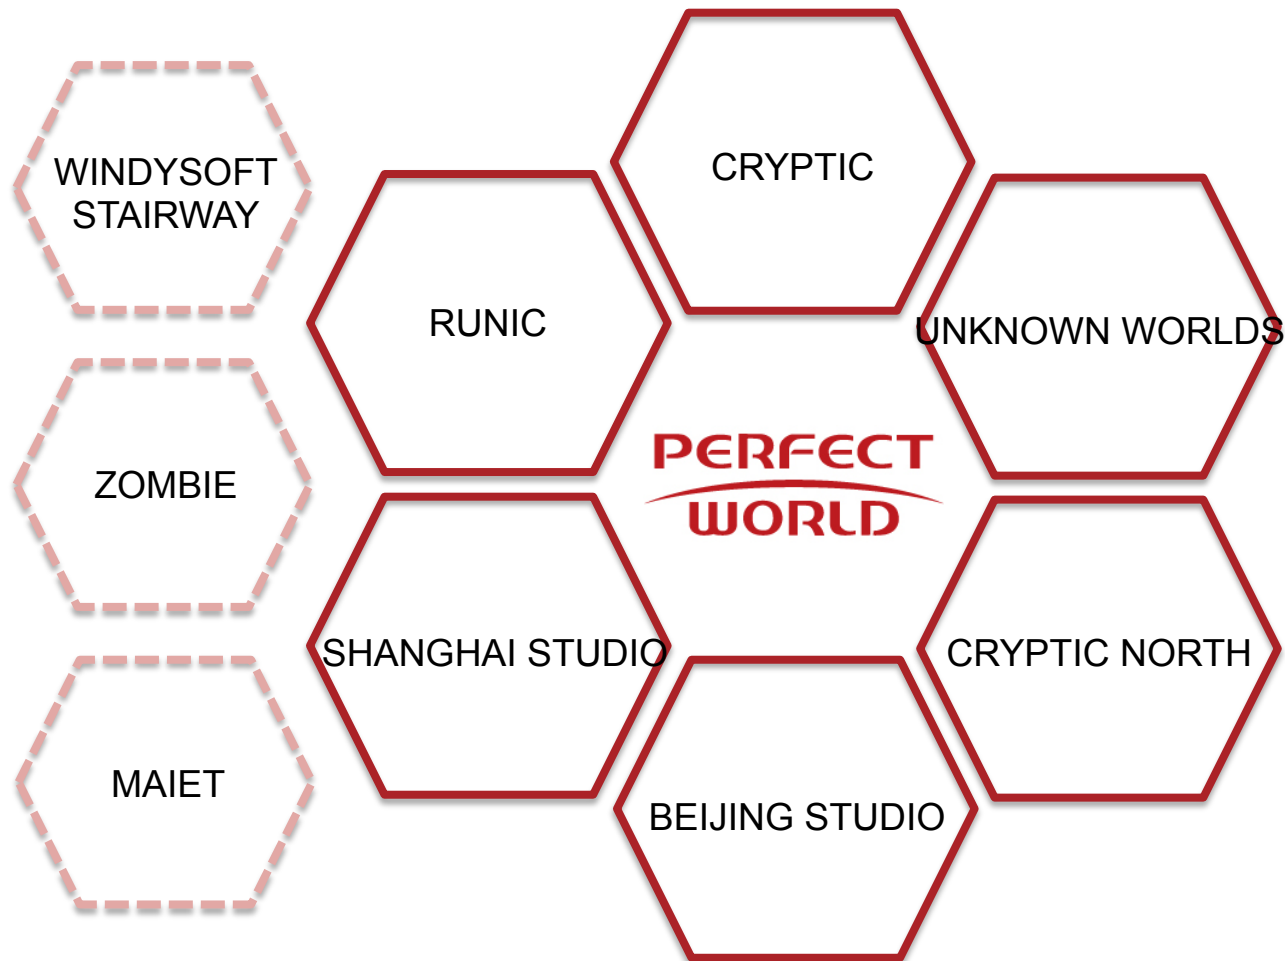 WINDYSOFT
STAIRWAY
ZOMBIE
MAIET
CRYPTIC
RUNIC
UNKNOWN WORLDS
PERFECT
WORLD
SHANGHAI STUDIO
CRYPTIC NORTH
BEIJING STUDIO